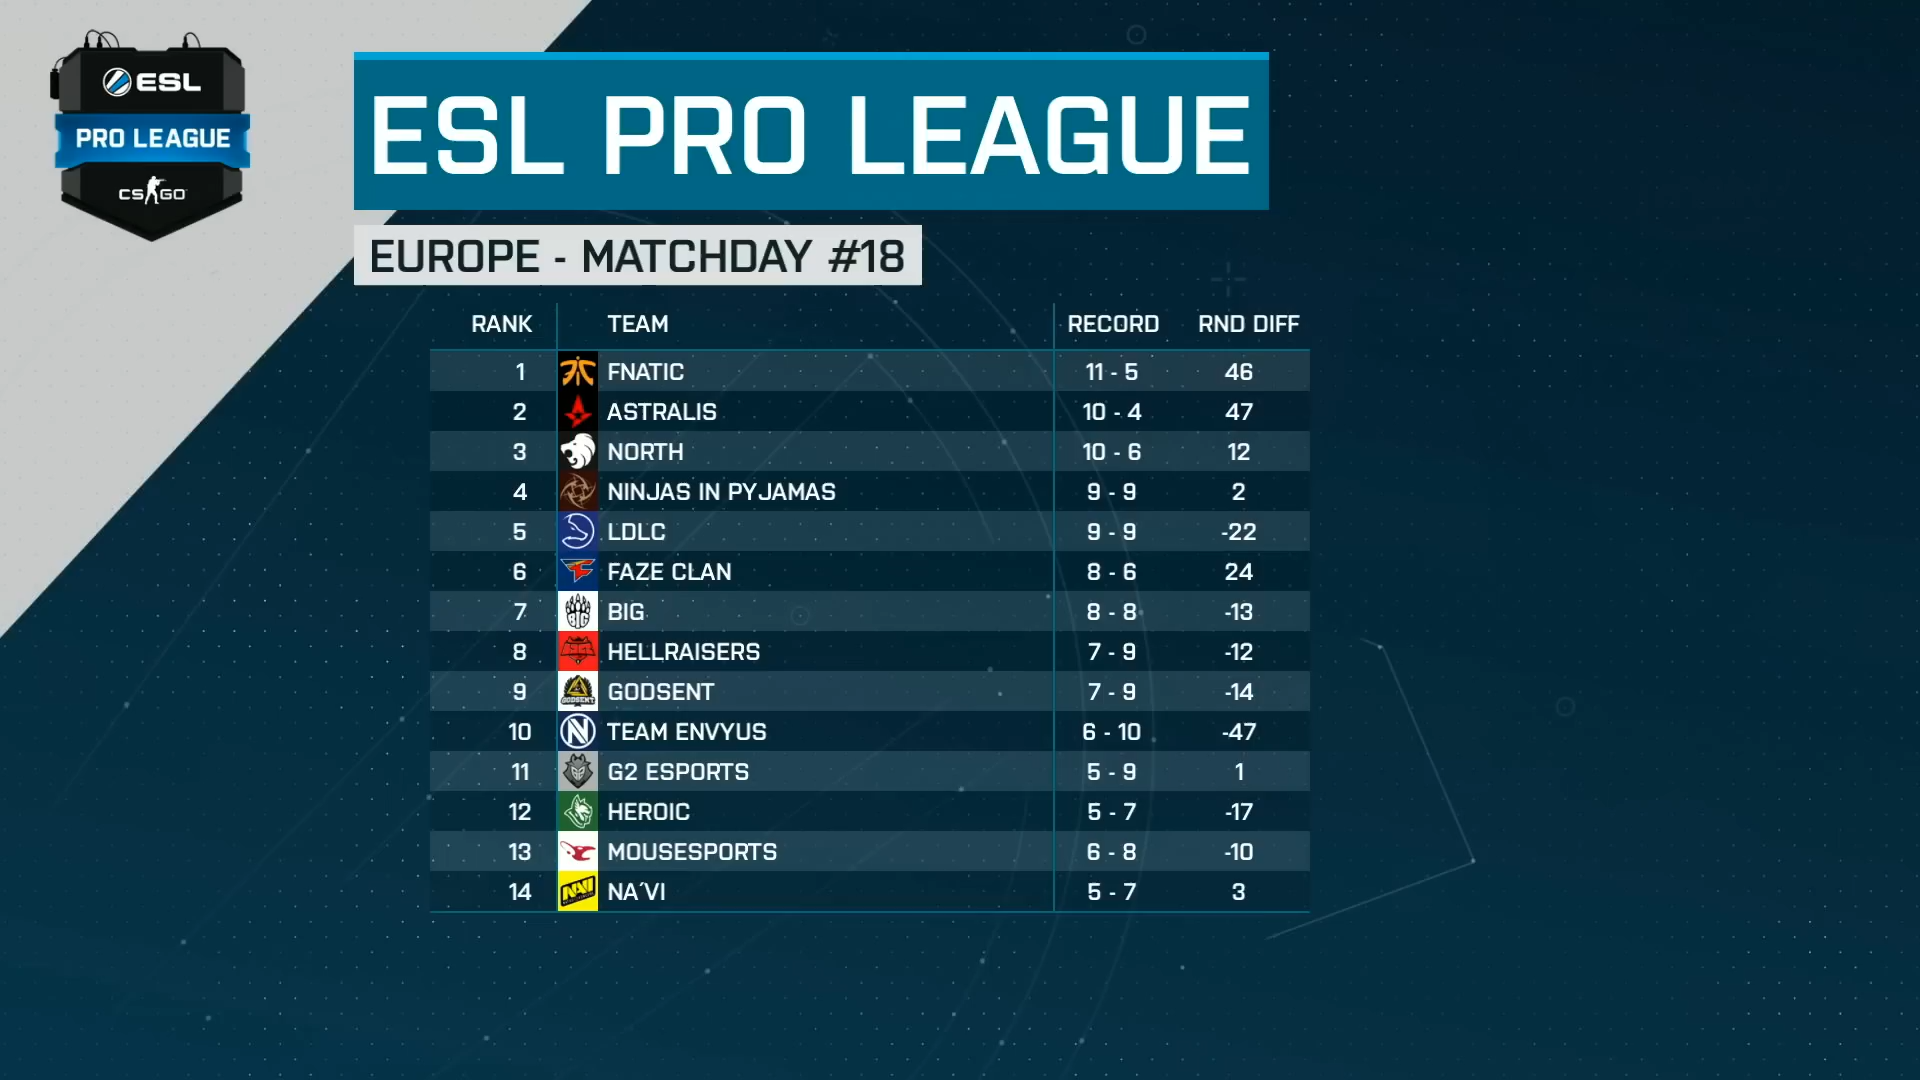 ESL
PRO LEAGUE
CS GO
ESL PRO LEAGUE
EUROPE - MATCHDAY #18
RANK TEAM RECORD RND DIFF
1 FNATIC 11 - 5 46
2 ASTRALIS 10 - 4 47
3 NORTH 10 - 6 12
4 NINJAS IN PYJAMAS 9 - 9 2
5 LDLC 9 - 9 -22
6 FAZE CLAN 8 - 6 24
7 BIG BIG 8 - 8 -13
8 HELLRAISERS 7 - 9 -12
9 GODSENT GODSENT 7 - 9 -14
10 TEAM ENVYUS 6 - 10 -47
11 G2 ESPORTS 5 - 9 1
12 HEROIC 5 - 7 -17
13 MOUSESPORTS 6 - 8 -10
14 NAVI NA´VI 5 - 7 3